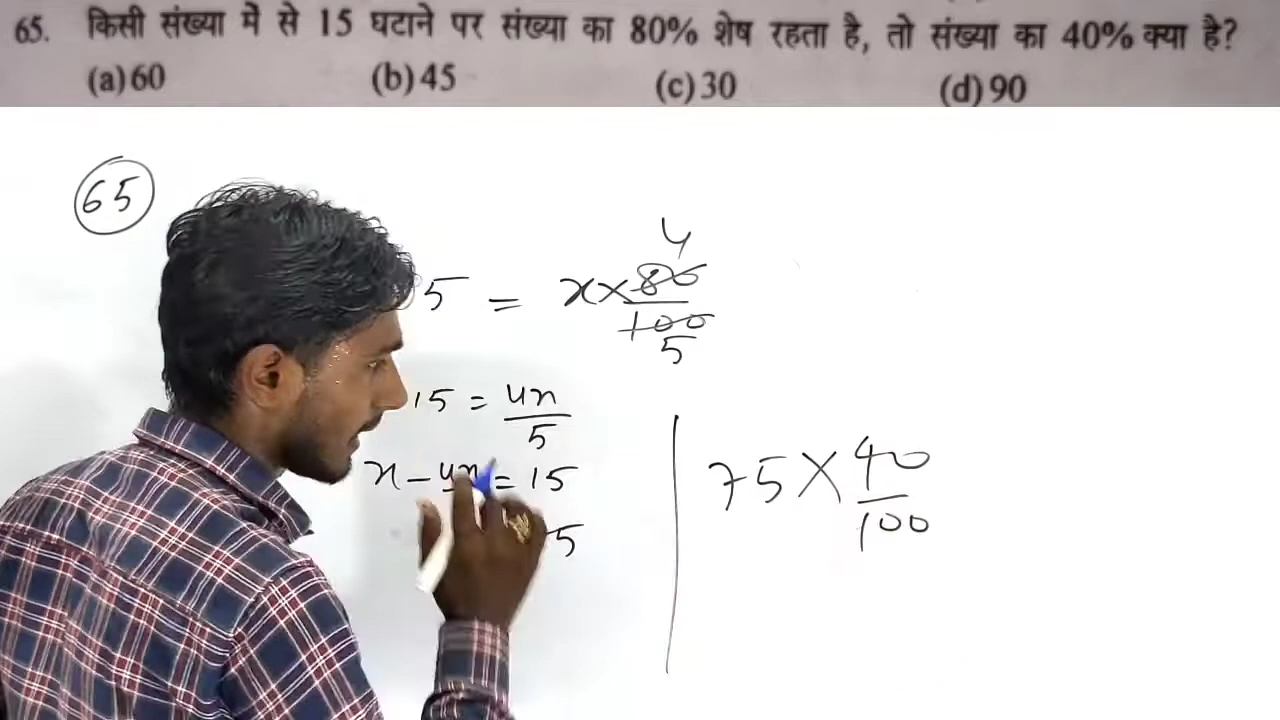 65. किसी संख्या में से 15 घटाने पर संख्या का 80% शेष रहता है, तो संख्या का 40% क्या है?
(a) 60 (b) 45 (c) 30 (d) 90
65
5 = x × 80/100 4 5
15 = 4x/5
x - 4x = 15
5
75 × 40/100